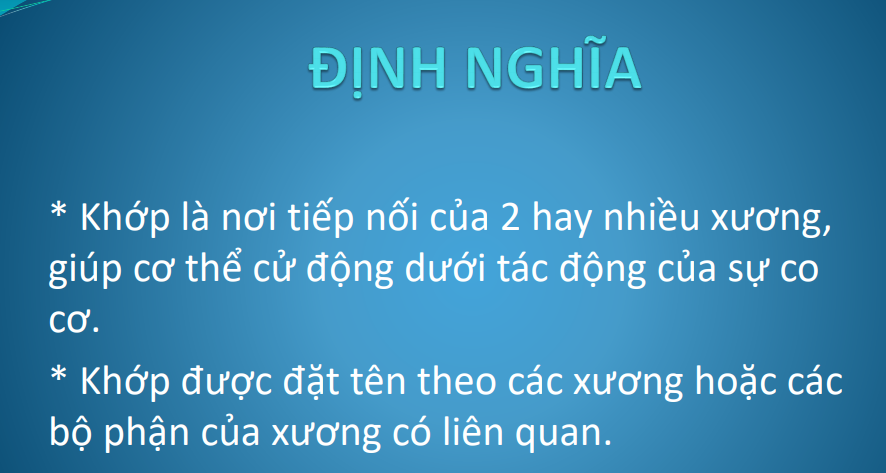 ĐỊNH NGHĨA
* Khớp là nơi tiếp nối của 2 hay nhiều xương,
giúp cơ thể cử động dưới tác động của sự co
cơ.
* Khớp được đặt tên theo các xương hoặc các
bộ phận của xương có liên quan.